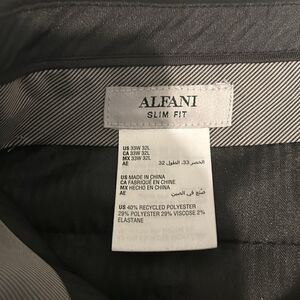 ALFANI
SLIM FIT
US 33W 32L
CA 33W 32L
MX 33W 32L
AE الخصر 33، الطول 32
US MADE IN CHINA
CA FABRIQUÉ EN CHINE
MX HECHO EN CHINA
AE صنع في الصين
US 40% RECYCLED POLYESTER
29% POLYESTER 29% VISCOSE 2%
ELASTANE